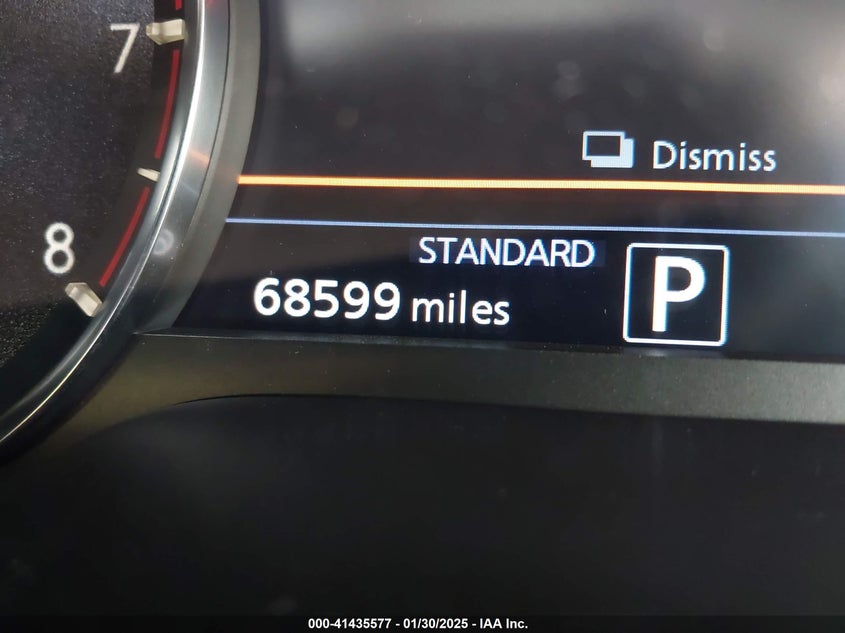 7
Dismiss
8
STANDARD
P
68599 miles
000-41435577 - 01/30/2025 - IAA Inc.